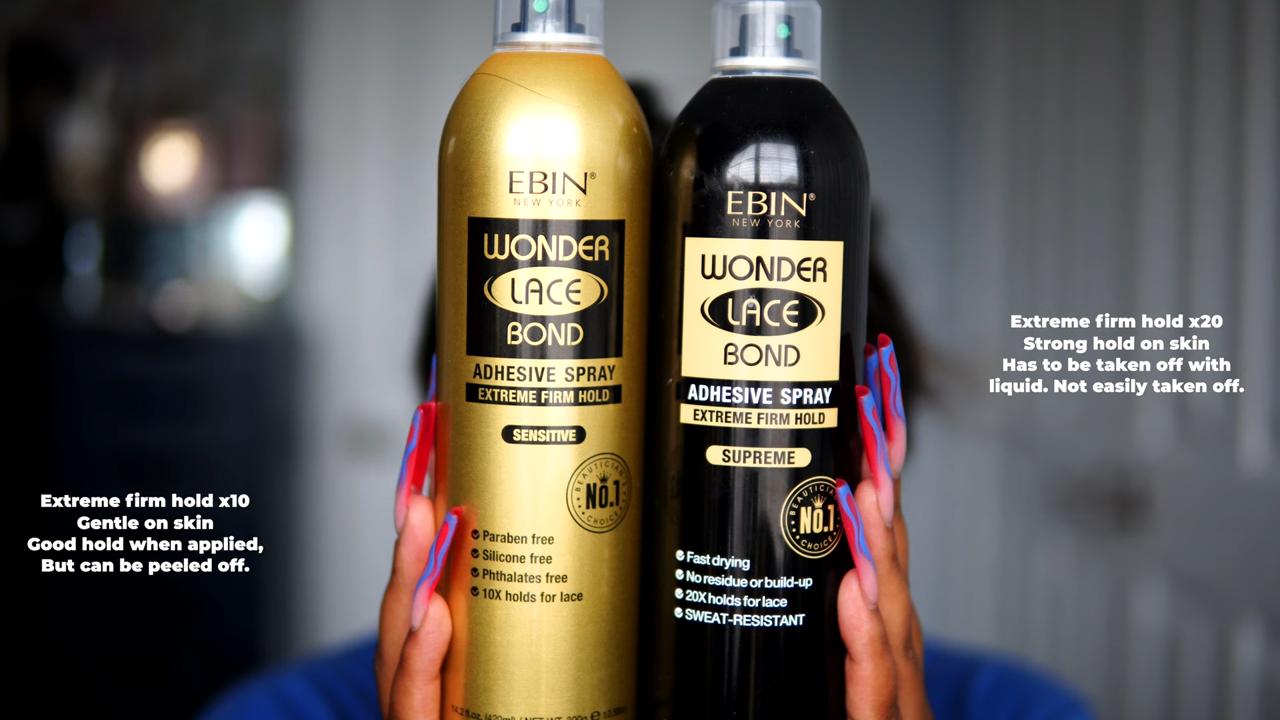 EBIN®
NEW YORK
WONDER
LACE
BOND
ADHESIVE SPRAY
EXTREME FIRM HOLD
SENSITIVE
BEAUTICIAN
NO.1
CHOICE
Paraben free
Silicone free
Phthalates free
10X holds for lace
EBIN®
NEW YORK
WONDER
LACE
BOND
ADHESIVE SPRAY
EXTREME FIRM HOLD
SUPREME
BEAUTICIAN
NO.1
CHOICE
Fast drying
No residue or build-up
20X holds for lace
SWEAT-RESISTANT
Extreme firm hold x20
Strong hold on skin
Has to be taken off with
liquid. Not easily taken off.
Extreme firm hold x10
Gentle on skin
Good hold when applied,
But can be peeled off.